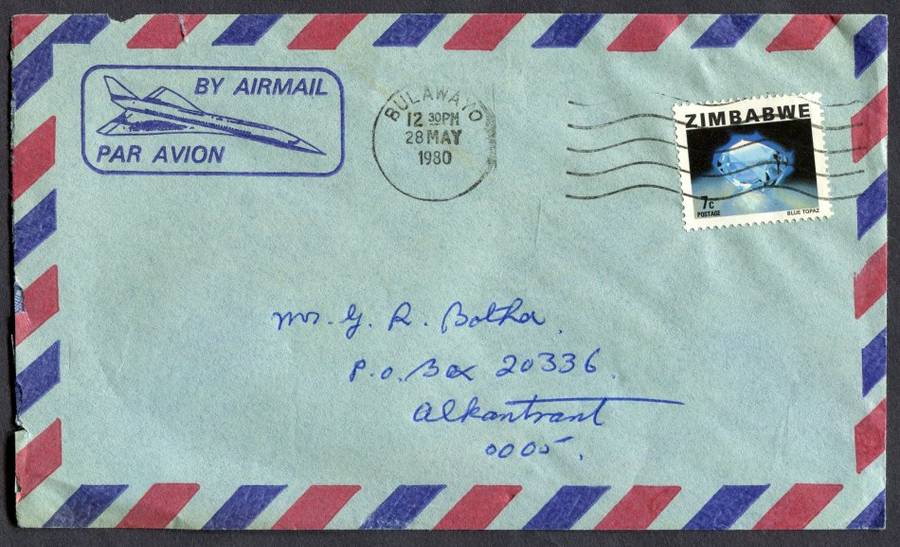 BY AIRMAIL
PAR AVION
BULAWAYO
12 30PM
28 MAY
1980
ZIMBABWE
7c
POSTAGE
BLUE TOPAZ
Mr. G. R. Botha.
P.O. Box 20336.
Alkantrant
0005.